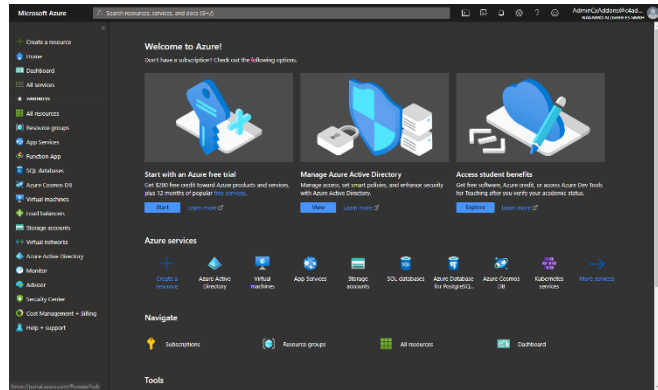 Microsoft Azure
Search resources, services, and docs (G+/)
Create a resource
Home
Dashboard
All services
FAVORITES
All resources
Resource groups
App Services
Function App
SQL databases
Azure Cosmos DB
Virtual machines
Load balancers
Storage accounts
Virtual networks
Azure Active Directory
Monitor
Advisor
Security Center
Cost Management + Billing
Help + support
https://portal.azure.com/#create/hub
Welcome to Azure!
Don't have a subscription? Check out the following options.
Start with an Azure free trial
Get $200 free credit toward Azure products and services,
plus 12 months of popular free services.
Start
Learn more
Manage Azure Active Directory
Manage access, set smart policies, and enhance security
with Azure Active Directory.
View
Learn more
Access student benefits
Get free software, Azure credit, or access Azure Dev Tools
for Teaching after you verify your academic status.
Explore
Learn more
Azure services
Create a
resource
Azure Active
Directory
Virtual
machines
App Services
Storage
accounts
SQL databases
Azure Database
for PostgreSQ...
Azure Cosmos
DB
Kubernetes
services
More services
Navigate
Subscriptions
Resource groups
All resources
Dashboard
Tools